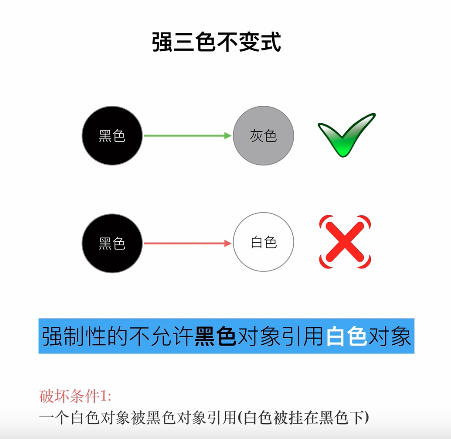 强三色不变式
黑色
灰色
黑色
白色
强制性的不允许黑色对象引用白色对象
破坏条件1:
一个白色对象被黑色对象引用(白色被挂在黑色下)